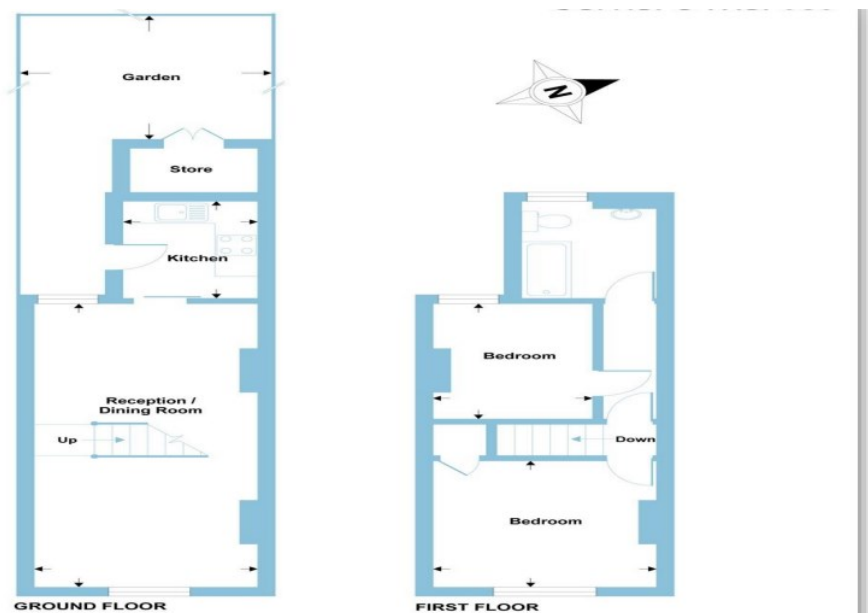 Garden
Store
Kitchen
Reception /
Dining Room
Up
GROUND FLOOR
N
Bedroom
Down
Bedroom
FIRST FLOOR